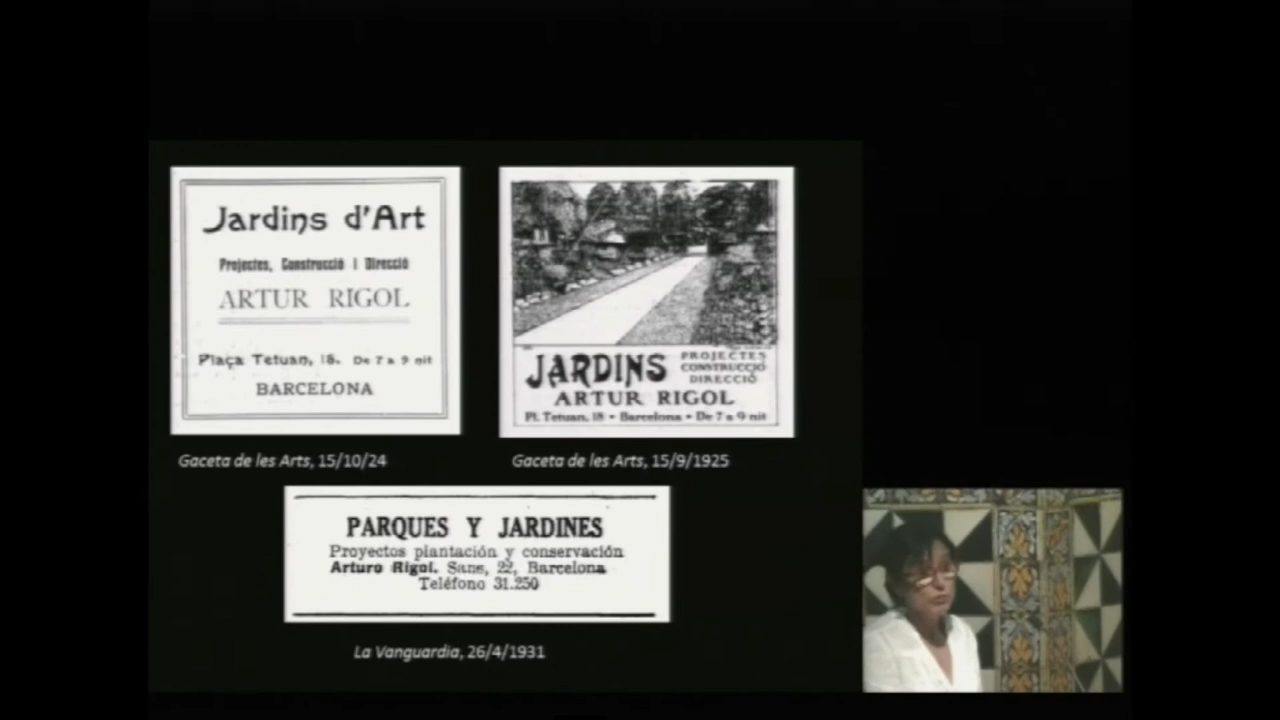 Jardins d'Art
Projectes, Construcció i Direcció
ARTUR RIGOL
Plaça Tetuan, 18. De 7 a 9 nit
BARCELONA
Gaceta de les Arts, 15/10/24
JARDINS
PROJECTES
CONSTRUCCIÓ
DIRECCIÓ
ARTUR RIGOL
Pl. Tetuan, 18 • Barcelona • De 7 a 9 nit
Gaceta de les Arts, 15/9/1925
PARQUES Y JARDINES
Proyectos plantación y conservación
Arturo Rigol. Sans, 22, Barcelona
Teléfono 31.250
La Vanguardia, 26/4/1931